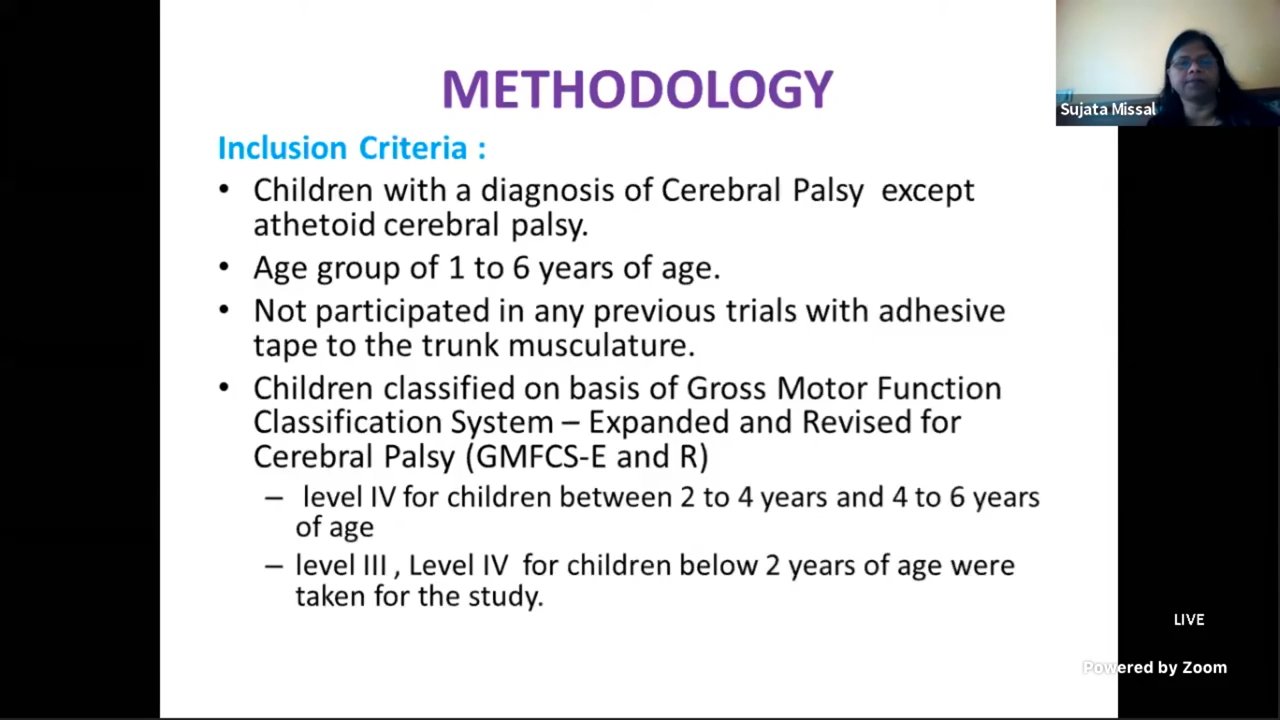 METHODOLOGY
Sujata Missal
Inclusion Criteria :
• Children with a diagnosis of Cerebral Palsy except
athetoid cerebral palsy.
• Age group of 1 to 6 years of age.
• Not participated in any previous trials with adhesive
tape to the trunk musculature.
• Children classified on basis of Gross Motor Function
Classification System – Expanded and Revised for
Cerebral Palsy (GMFCS-E and R)
– level IV for children between 2 to 4 years and 4 to 6 years
of age
– level III , Level IV for children below 2 years of age were
taken for the study.
LIVE
Powered by Zoom